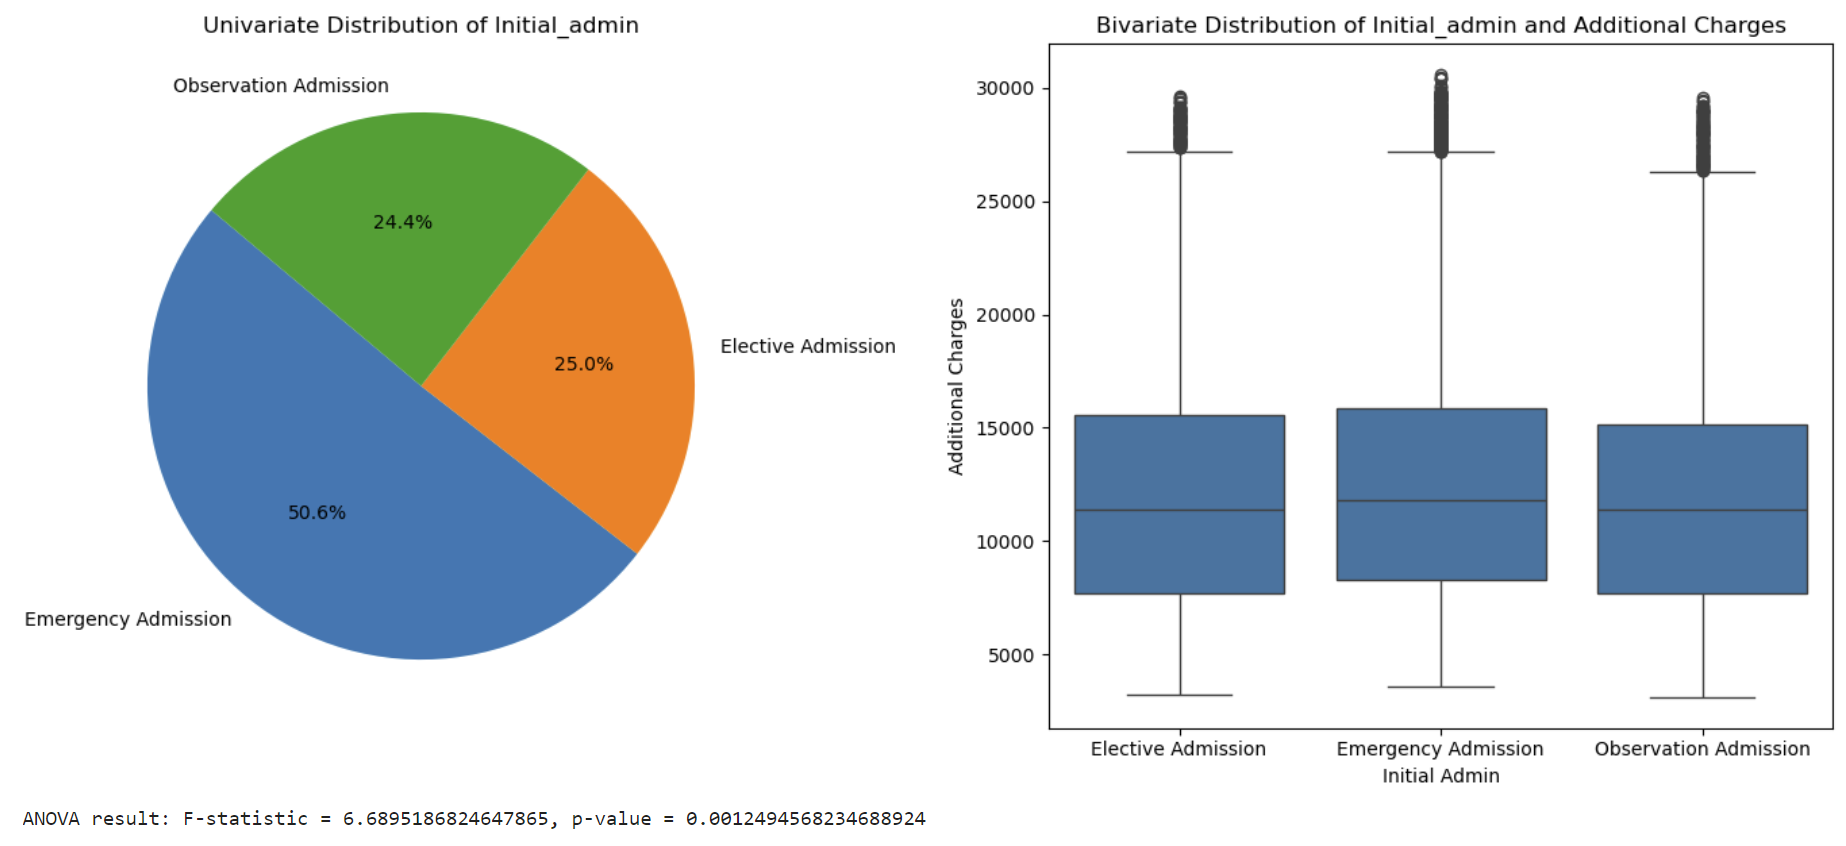 Univariate Distribution of Initial_admin
Observation Admission
24.4%
Elective Admission
25.0%
50.6%
Emergency Admission
Bivariate Distribution of Initial_admin and Additional Charges
Additional Charges
30000
25000
20000
15000
10000
5000
Elective Admission
Emergency Admission
Observation Admission
Initial Admin
ANOVA result: F-statistic = 6.6895186824647865, p-value = 0.0012494568234688924